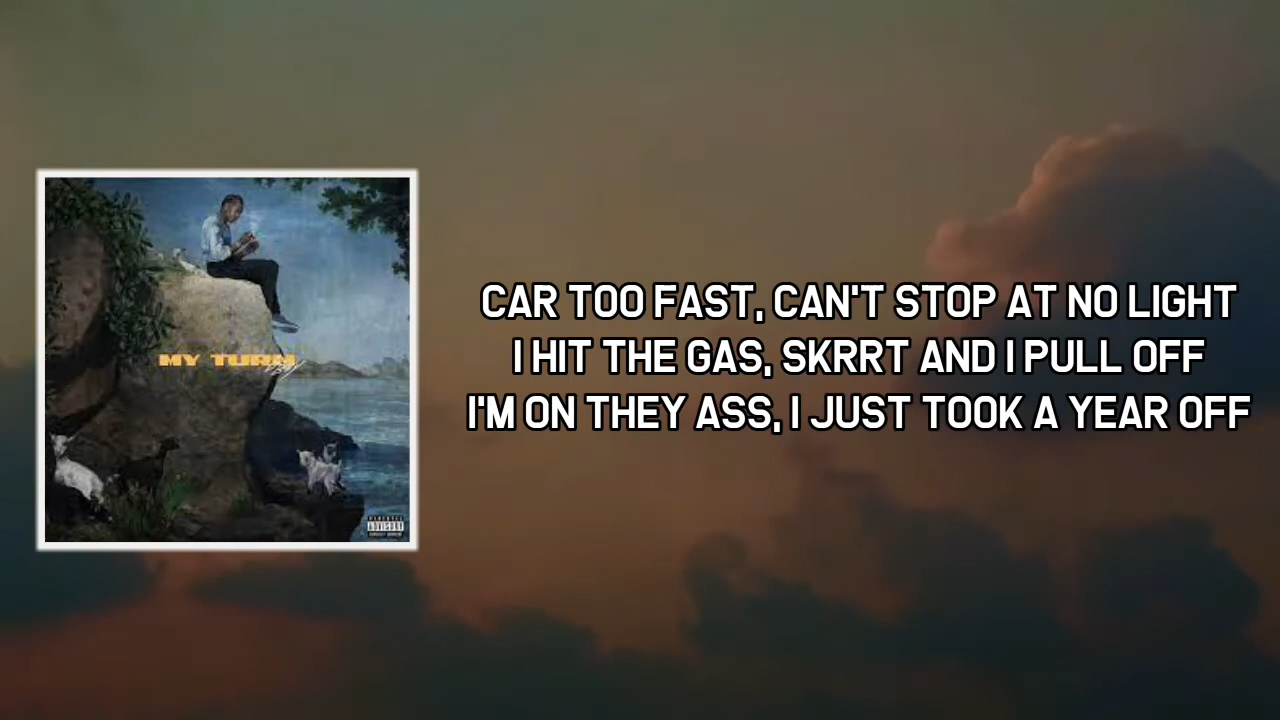 MY TURN
CAR TOO FAST, CAN'T STOP AT NO LIGHT
I HIT THE GAS, SKRRT AND I PULL OFF
I'M ON THEY ASS, I JUST TOOK A YEAR OFF
ADVISORY